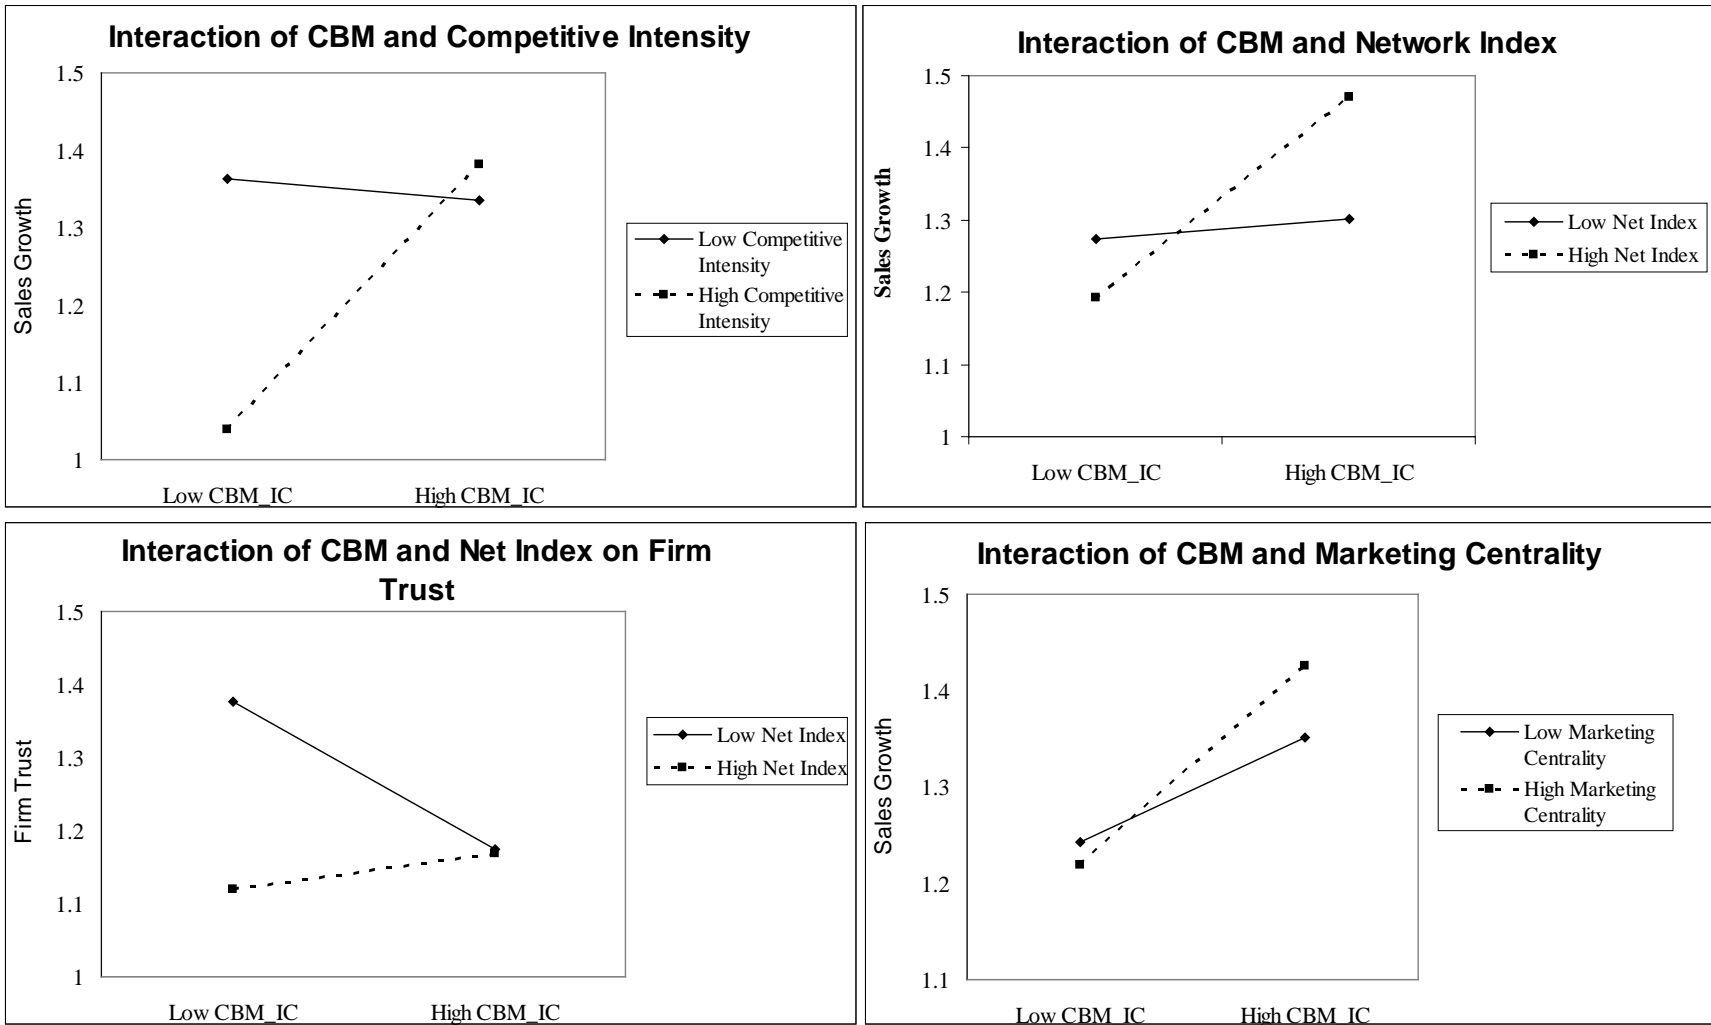 Interaction of CBM and Competitive Intensity
1.5
1.4
1.3
1.2
1.1
1
Sales Growth
Low CBM_IC
High CBM_IC
Low Competitive
Intensity
High Competitive
Intensity
Interaction of CBM and Network Index
1.5
1.4
1.3
1.2
1
Sales Growth
Low CBM_IC
High CBM_IC
Low Net Index
High Net Index
Interaction of CBM and Net Index on Firm
Trust
1.5
1.4
1.3
1.2
1.1
1
Firm Trust
Low CBM_IC
High CBM_IC
Low Net Index
High Net Index
Interaction of CBM and Marketing Centrality
1.5
1.4
1.3
1.2
1.1
Sales Growth
Low CBM_IC
High CBM_IC
Low Marketing
Centrality
High Marketing
Centrality